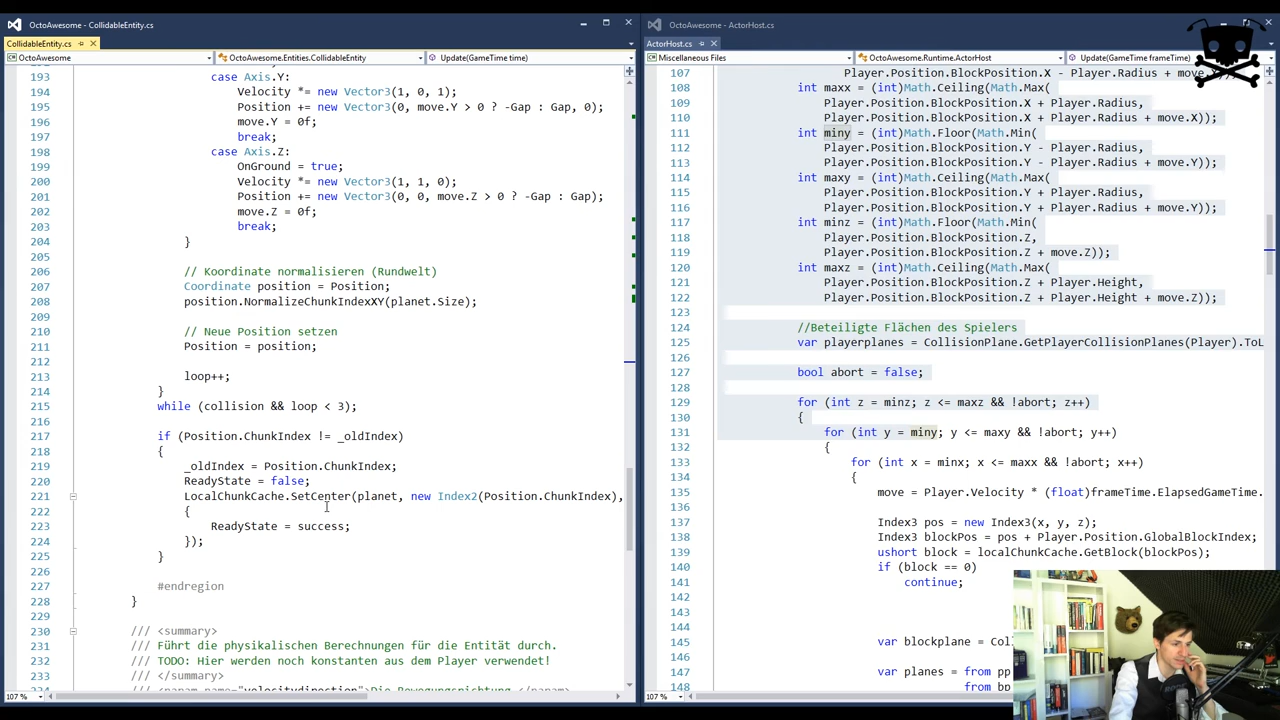 OctoAwesome - CollidableEntity.cs
CollidableEntity.cs
OctoAwesome
OctoAwesome.Entities.CollidableEntity
Update(GameTime time)
193 case Axis.Y:
194 Velocity *= new Vector3(1, 0, 1);
195 Position += new Vector3(0, move.Y > 0 ? -Gap : Gap, 0);
196 move.Y = 0f;
197 break;
198 case Axis.Z:
199 OnGround = true;
200 Velocity *= new Vector3(1, 1, 0);
201 Position += new Vector3(0, 0, move.Z > 0 ? -Gap : Gap);
202 move.Z = 0f;
203 break;
204 }
205
206 // Koordinate normalisieren (Rundwelt)
207 Coordinate position = Position;
208 position.NormalizeChunkIndexXY(planet.Size);
209
210 // Neue Position setzen
211 Position = position;
212
213 loop++;
214 }
215 while (collision && loop < 3);
216
217 if (Position.ChunkIndex != _oldIndex)
218 {
219 _oldIndex = Position.ChunkIndex;
220 ReadyState = false;
221 LocalChunkCache.SetCenter(planet, new Index2(Position.ChunkIndex),
222 {
223 ReadyState = success;
224 });
225 }
226
227 #endregion
228 }
229
230 /// <summary>
231 /// Führt die physikalischen Berechnungen für die Entität durch.
232 /// TODO: Hier werden noch konstanten aus dem Player verwendet!
233 /// </summary>
107 %
OctoAwesome - ActorHost.cs
ActorHost.cs
Miscellaneous Files
OctoAwesome.Runtime.ActorHost
Update(GameTime frameTime)
107 Player.Position.BlockPosition.X - Player.Radius + move.X));
108 int maxx = (int)Math.Ceiling(Math.Max(
109 Player.Position.BlockPosition.X + Player.Radius,
110 Player.Position.BlockPosition.X + Player.Radius + move.X));
111 int miny = (int)Math.Floor(Math.Min(
112 Player.Position.BlockPosition.Y - Player.Radius,
113 Player.Position.BlockPosition.Y - Player.Radius + move.Y));
114 int maxy = (int)Math.Ceiling(Math.Max(
115 Player.Position.BlockPosition.Y + Player.Radius,
116 Player.Position.BlockPosition.Y + Player.Radius + move.Y));
117 int minz = (int)Math.Floor(Math.Min(
118 Player.Position.BlockPosition.Z,
119 Player.Position.BlockPosition.Z + move.Z));
120 int maxz = (int)Math.Ceiling(Math.Max(
121 Player.Position.BlockPosition.Z + Player.Height,
122 Player.Position.BlockPosition.Z + Player.Height + move.Z));
123
124 //Beteiligte Flächen des Spielers
125 var playerplanes = CollisionPlane.GetPlayerCollisionPlanes(Player).ToL
126
127 bool abort = false;
128
129 for (int z = minz; z <= maxz && !abort; z++)
130 {
131 for (int y = miny; y <= maxy && !abort; y++)
132 {
133 for (int x = minx; x <= maxx && !abort; x++)
134 {
135 move = Player.Velocity * (float)frameTime.ElapsedGameTime.
136
137 Index3 pos = new Index3(x, y, z);
138 Index3 blockPos = pos + Player.Position.GlobalBlockIndex;
139 ushort block = localChunkCache.GetBlock(blockPos);
140 if (block == 0)
141 continue;
142
143
144
145 var blockplane = Col
146
147 var planes = from pp
148 from bp
107 %